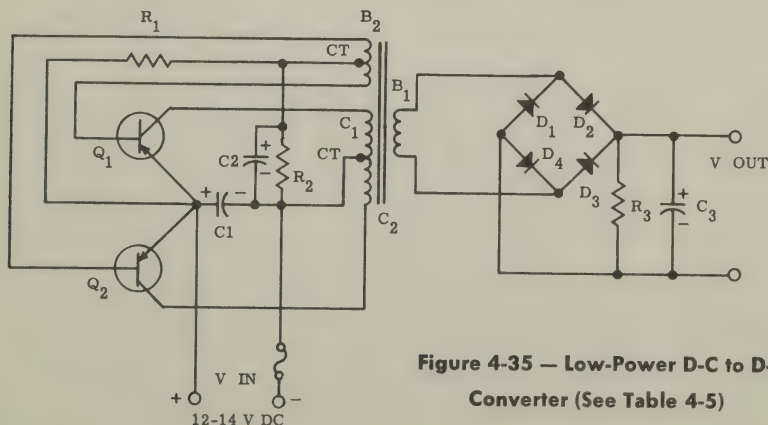 R1
B2
CT
B1
Q1
C1
C2
+
−
R2
CT
+
−
C1
C2
Q2
D1
D2
D4
D3
R3
+
−
C3
V OUT
V IN
+
−
12-14 V DC
Figure 4-35 — Low-Power D-C to D-
Converter (See Table 4-5)